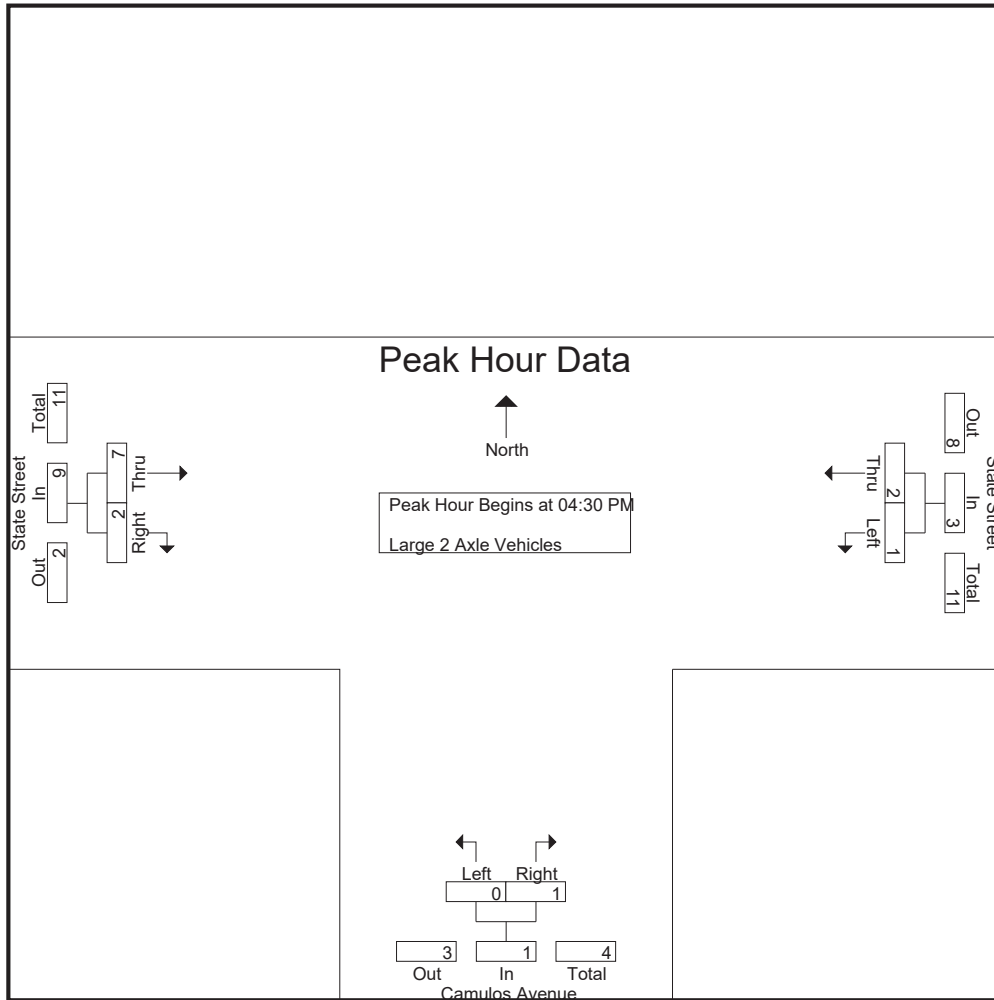 Peak Hour Data
North
Peak Hour Begins at 04:30 PM
Large 2 Axle Vehicles
State Street
Total
11
In
9
Out
2
7
Thru
2
Right
State Street
Out
8
In
3
Total
11
Thru
2
Left
1
Left
Right
0
1
3
1
4
Out
In
Total
Camulos Avenue